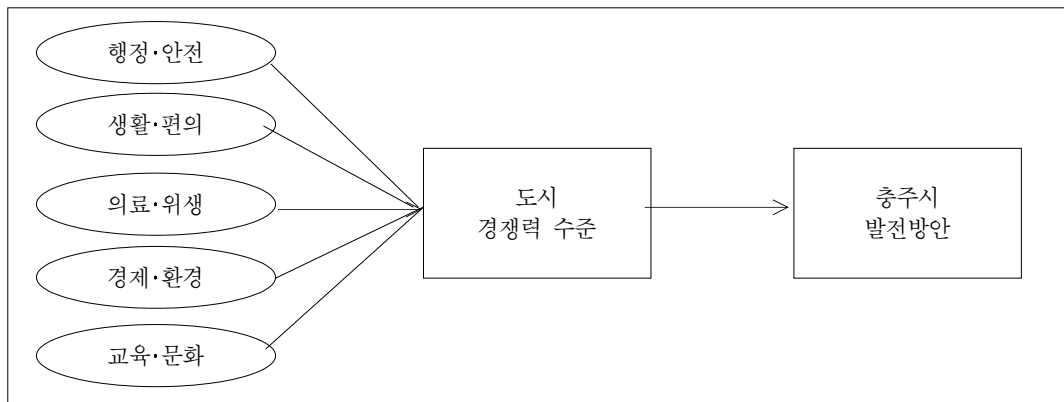 행정·안전
생활·편의
의료·위생
경제·환경
교육·문화
도시
경쟁력 수준
충주시
발전방안